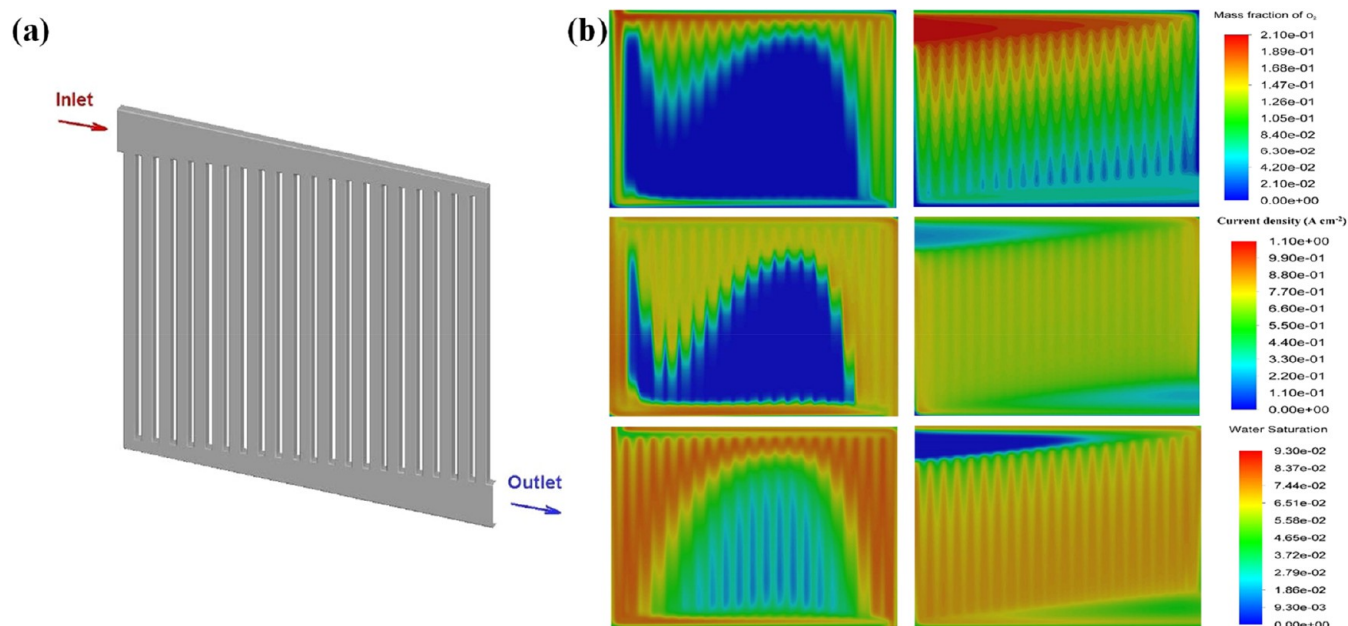 (a)
Inlet
Outlet
(b)
Mass fraction of o₂
2.10e-01
1.89e-01
1.68e-01
1.47e-01
1.26e-01
1.05e-01
8.40e-02
6.30e-02
4.20e-02
2.10e-02
0.00e+00
Current density (A cm⁻²)
1.10e+00
9.90e-01
8.80e-01
7.70e-01
6.60e-01
5.50e-01
4.40e-01
3.30e-01
2.20e-01
1.10e-01
0.00e+00
Water Saturation
9.30e-02
8.37e-02
7.44e-02
6.51e-02
5.58e-02
4.65e-02
3.72e-02
2.79e-02
1.86e-02
9.30e-03
0.00e+00